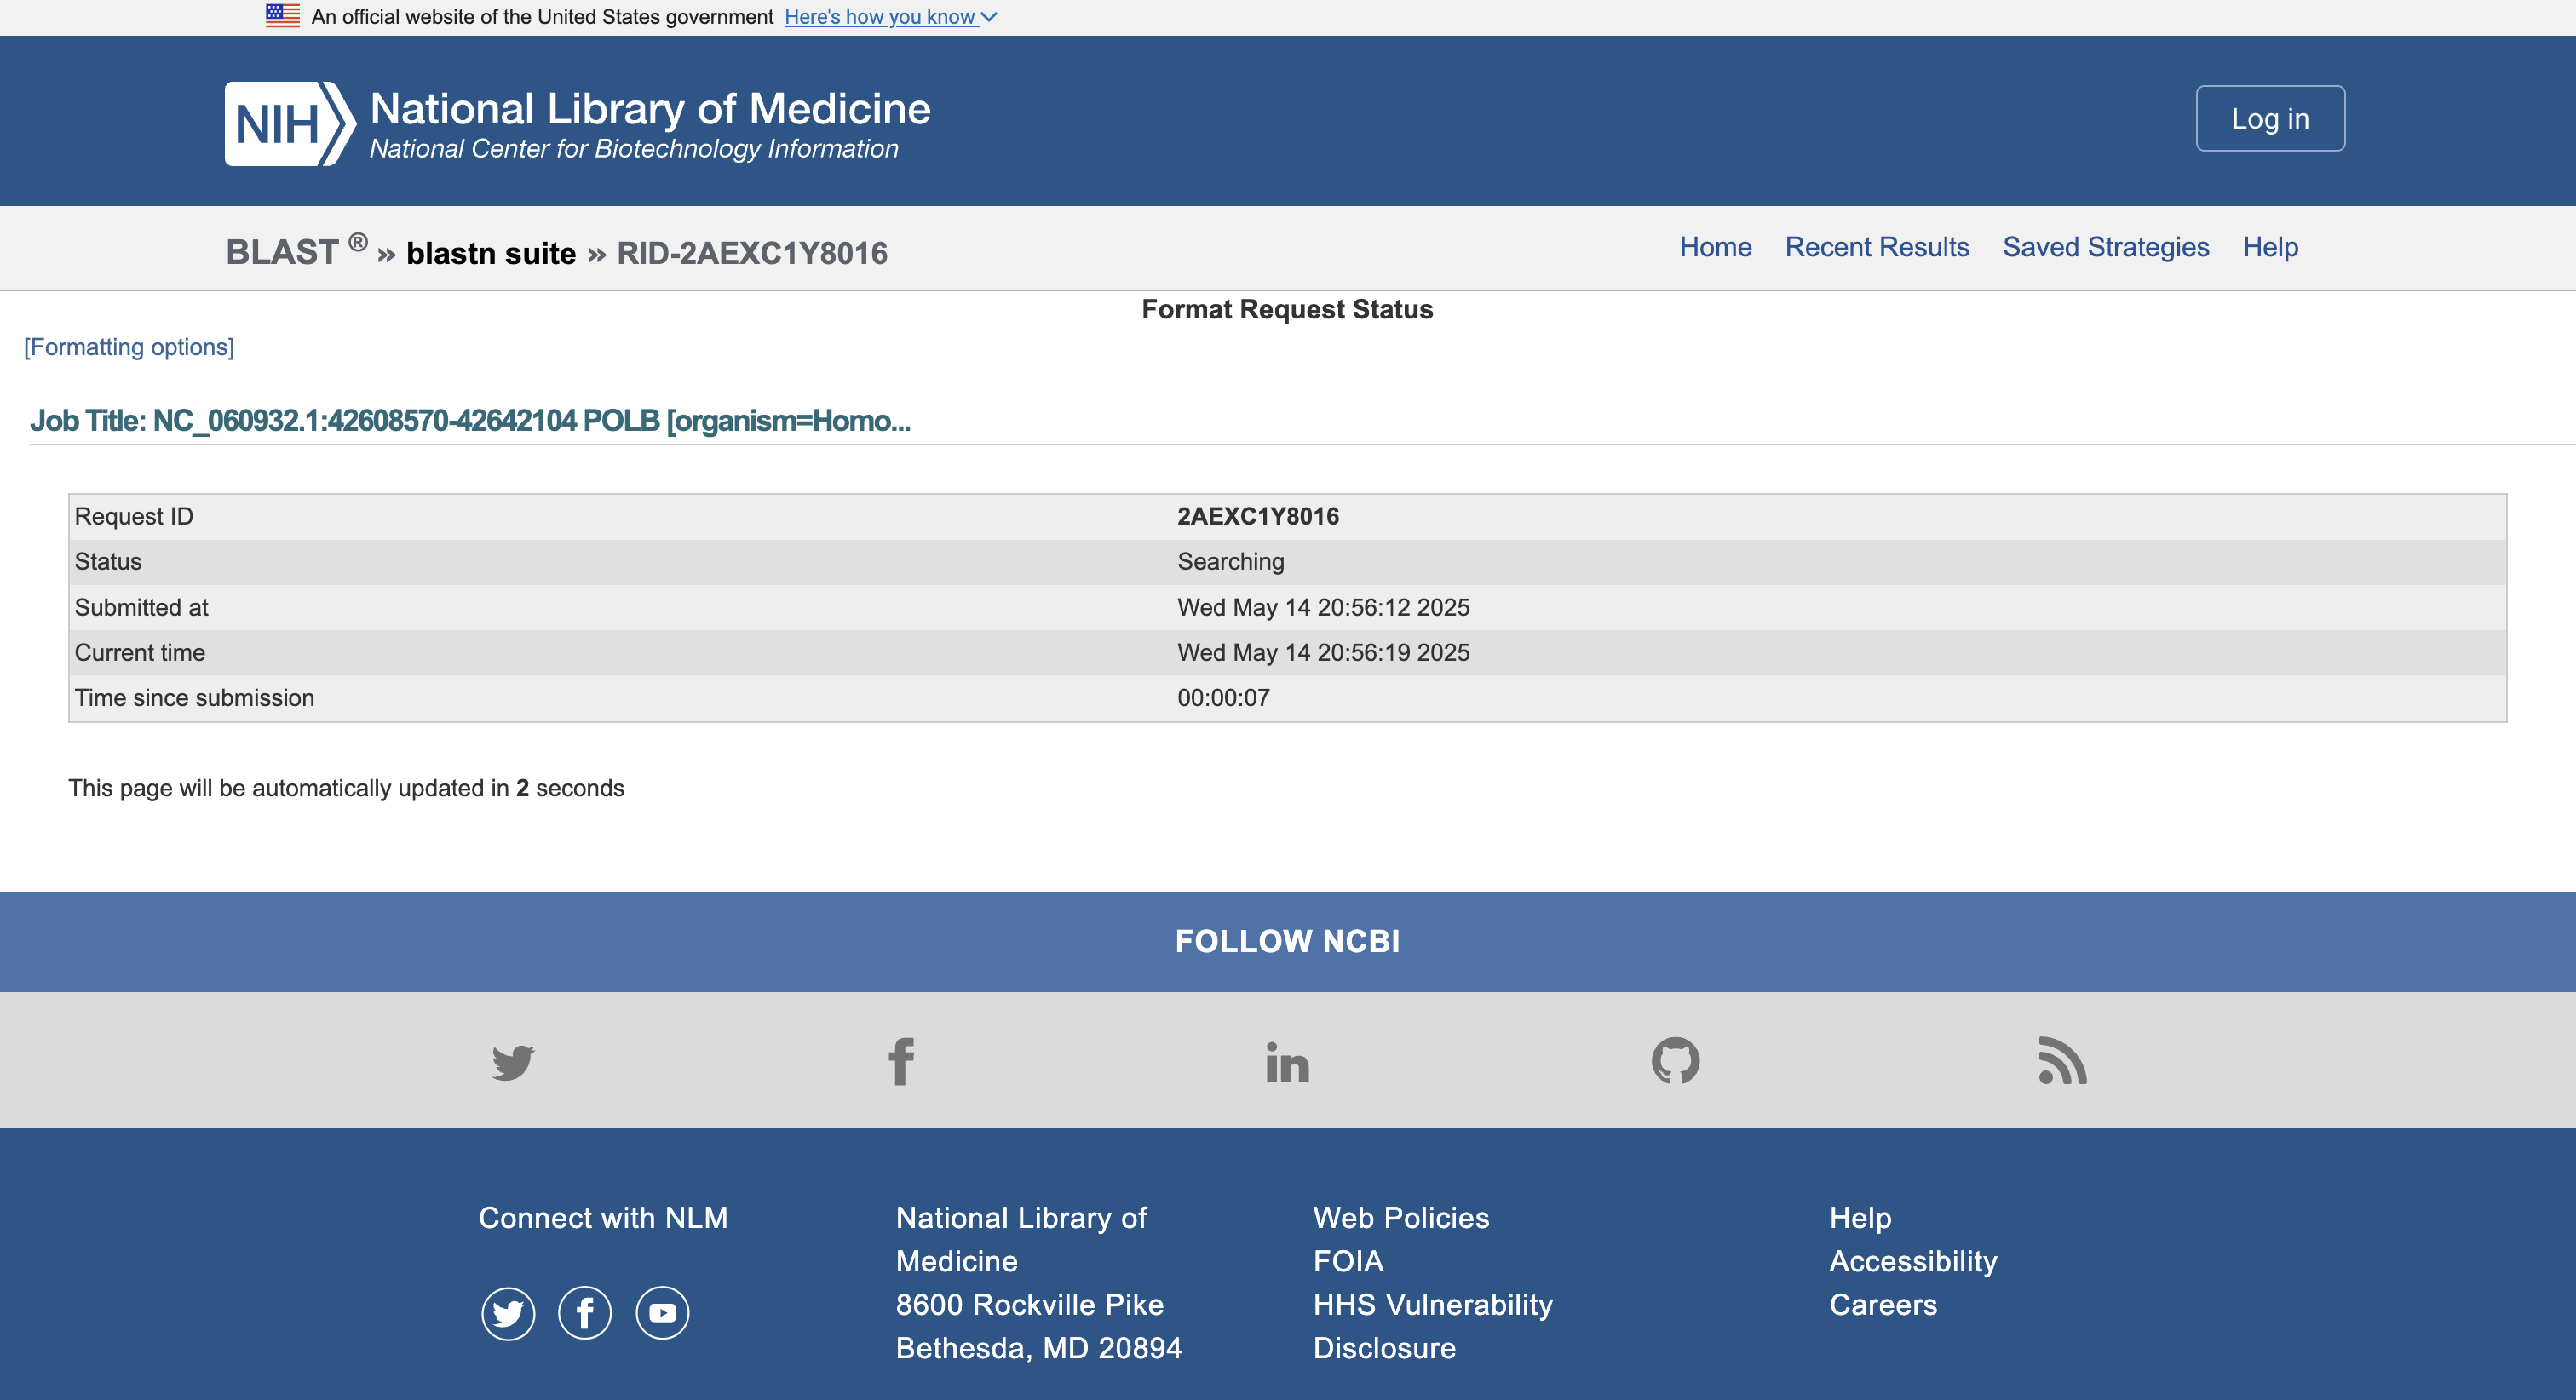 An official website of the United States government Here's how you know
NIH National Library of Medicine
National Center for Biotechnology Information
Log in
BLAST ® » blastn suite » RID-2AEXC1Y8016
Home Recent Results Saved Strategies Help
Format Request Status
[Formatting options]
Job Title: NC_060932.1:42608570-42642104 POLB [organism=Homo...
Request ID 2AEXC1Y8016
Status Searching
Submitted at Wed May 14 20:56:12 2025
Current time Wed May 14 20:56:19 2025
Time since submission 00:00:07
This page will be automatically updated in 2 seconds
FOLLOW NCBI
Connect with NLM
National Library of
Medicine
8600 Rockville Pike
Bethesda, MD 20894
Web Policies
FOIA
HHS Vulnerability
Disclosure
Help
Accessibility
Careers